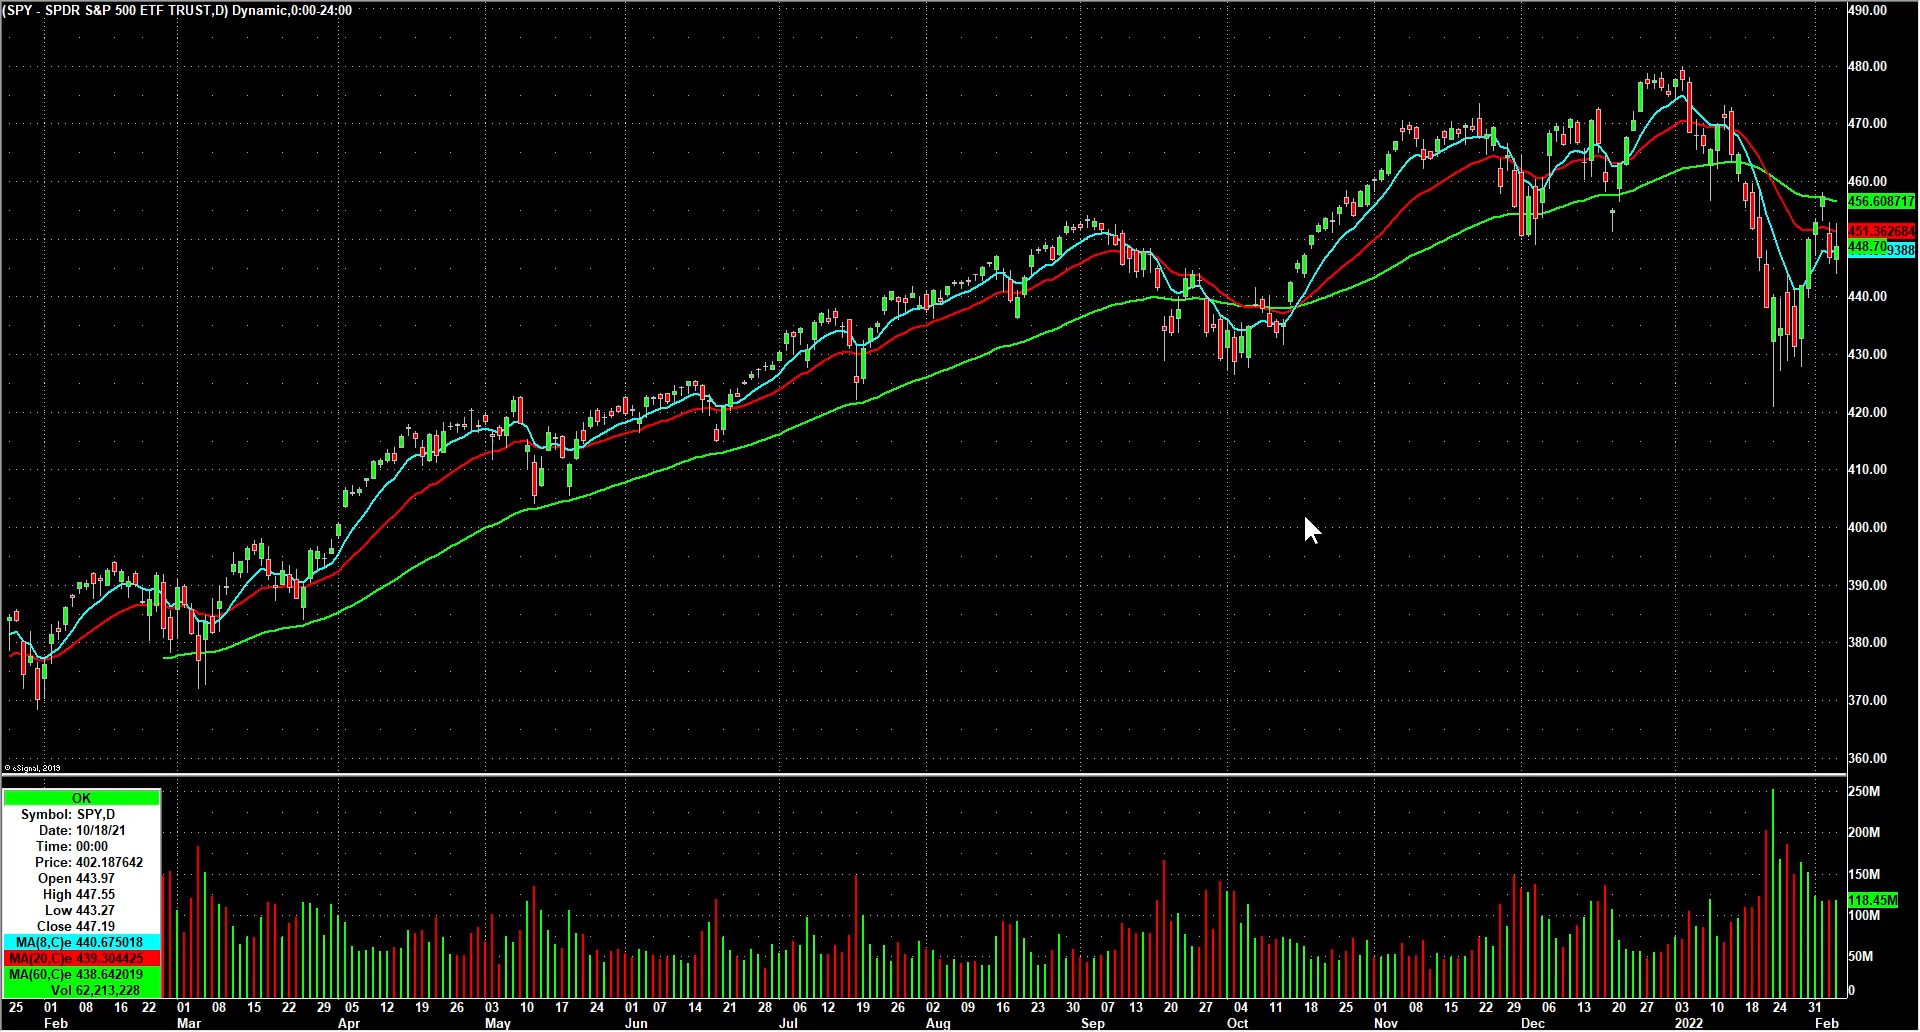 (SPY - SPDR S&P 500 ETF TRUST,D) Dynamic,0:00-24:00
490.00
480.00
470.00
460.00
456.608717
451.362684
448.70
9388
440.00
430.00
420.00
410.00
400.00
390.00
380.00
370.00
360.00
© eSignal, 2019
250M
200M
150M
118.45M
100M
50M
0
OK
Symbol: SPY,D
Date: 10/18/21
Time: 00:00
Price: 402.187642
Open 443.97
High 447.55
Low 443.27
Close 447.19
MA(8,C)e 440.675018
MA(20,C)e 439.304425
MA(60,C)e 438.642019
Vol 62,213,228
25 01 08 16 22 01 08 15 22 29 05 12 19 26 03 10 17 24 01 07 14 21 28 06 12 19 26 02 09 16 23 30 07 13 20 27 04 11 18 25 01 08 15 22 29 06 13 20 27 03 10 18 24 31
Feb Mar Apr May Jun Jul Aug Sep Oct Nov Dec 2022 Feb